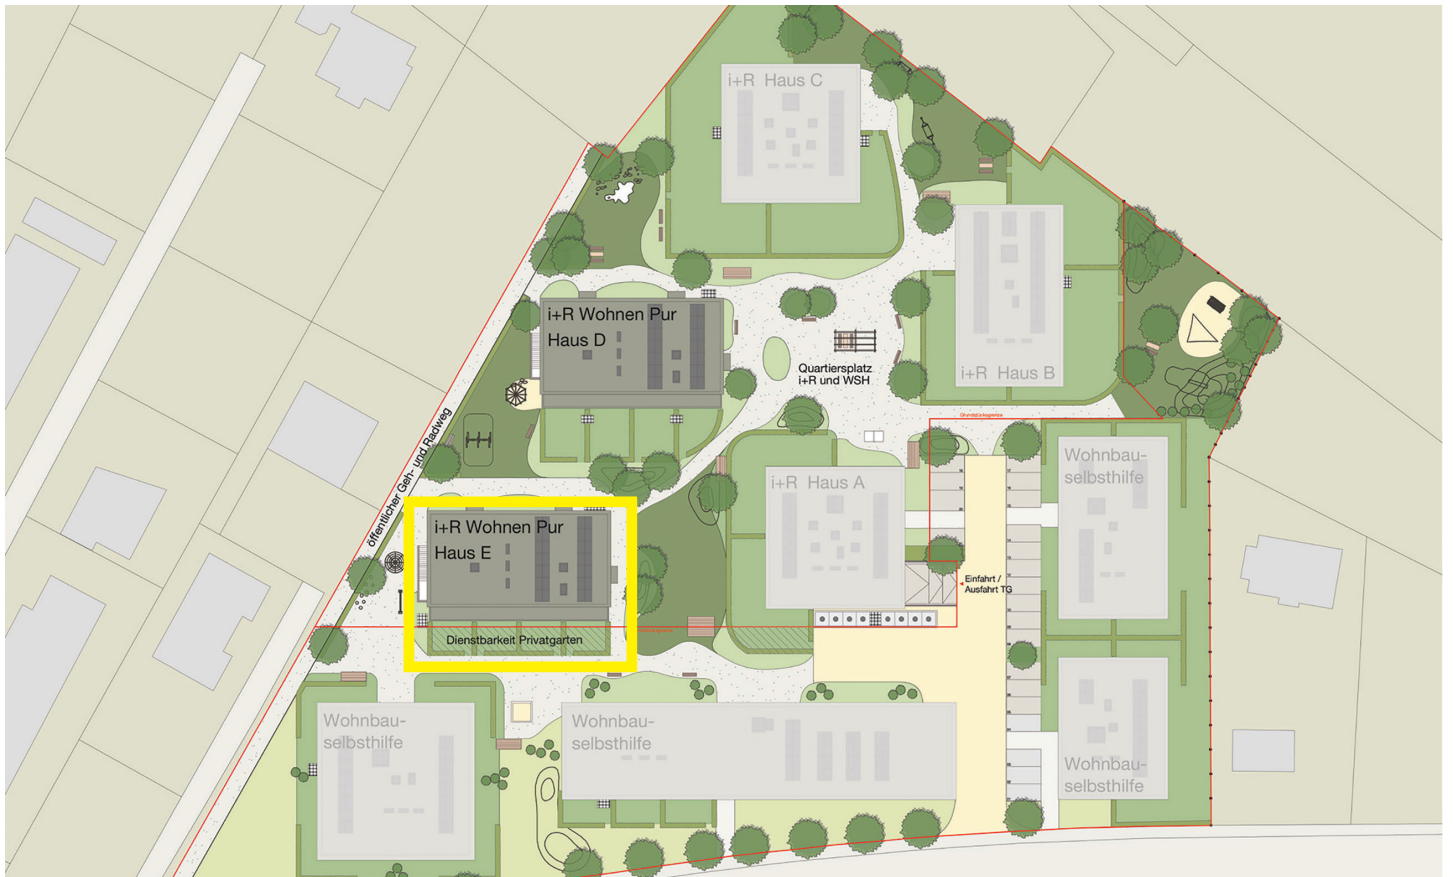 i+R Haus C
i+R Wohnen Pur
Haus D
Quartiersplatz
i+R und WSH
i+R Haus B
Grundstücksgrenze
öffentlicher Geh- und Radweg
Wohnbau-
selbsthilfe
i+R Haus A
i+R Wohnen Pur
Haus E
Einfahrt /
Ausfahrt TG
Dienstbarkeit Privatgarten
Wohnbau-
selbsthilfe
Wohnbau-
selbsthilfe
Wohnbau-
selbsthilfe